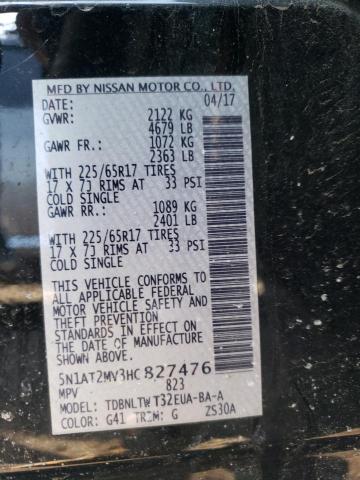 MFD BY NISSAN MOTOR CO., LTD.
DATE: 04/17
GVWR: 2122 KG
4679 LB
GAWR FR.: 1072 KG
2363 LB
WITH 225/65R17 TIRES
17 X 7J RIMS AT 33 PSI
COLD SINGLE
GAWR RR.: 1089 KG
2401 LB
WITH 225/65R17 TIRES
17 X 7J RIMS AT 33 PSI
COLD SINGLE
THIS VEHICLE CONFORMS TO
ALL APPLICABLE FEDERAL
MOTOR VEHICLE SAFETY AND
THEFT PREVENTION
STANDARDS IN EFFECT ON
THE DATE OF MANUFACTURE
SHOWN ABOVE.
5N1AT2MV3HC827476
MPV 823
MODEL: TDBNLTW T32EUA-BA-A
COLOR: G41 TRIM: G ZS30A